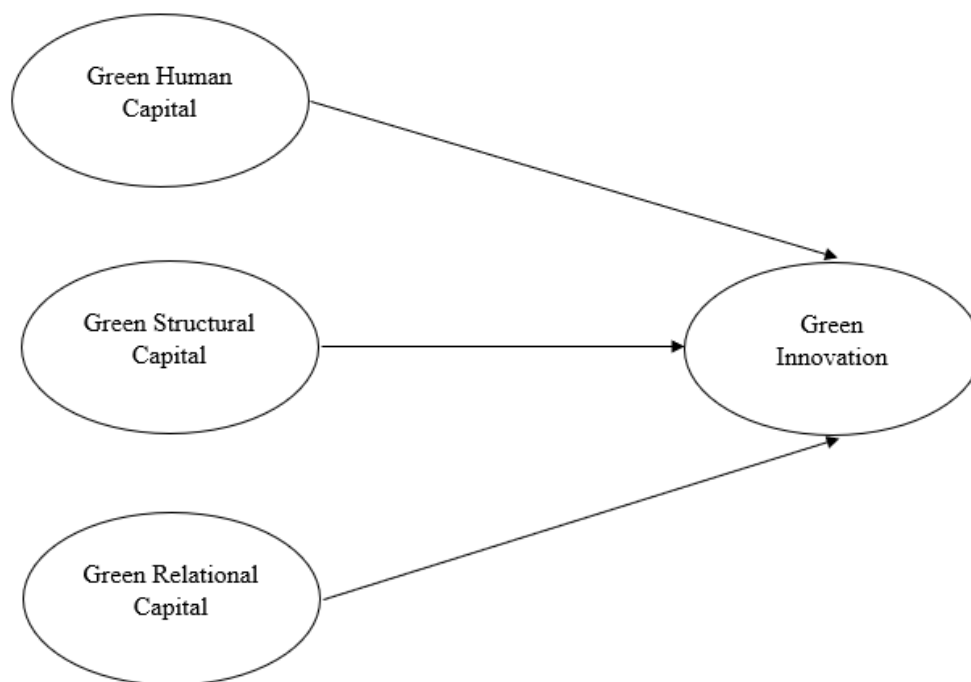 Green Human
Capital
Green Structural
Capital
Green
Innovation
Green Relational
Capital